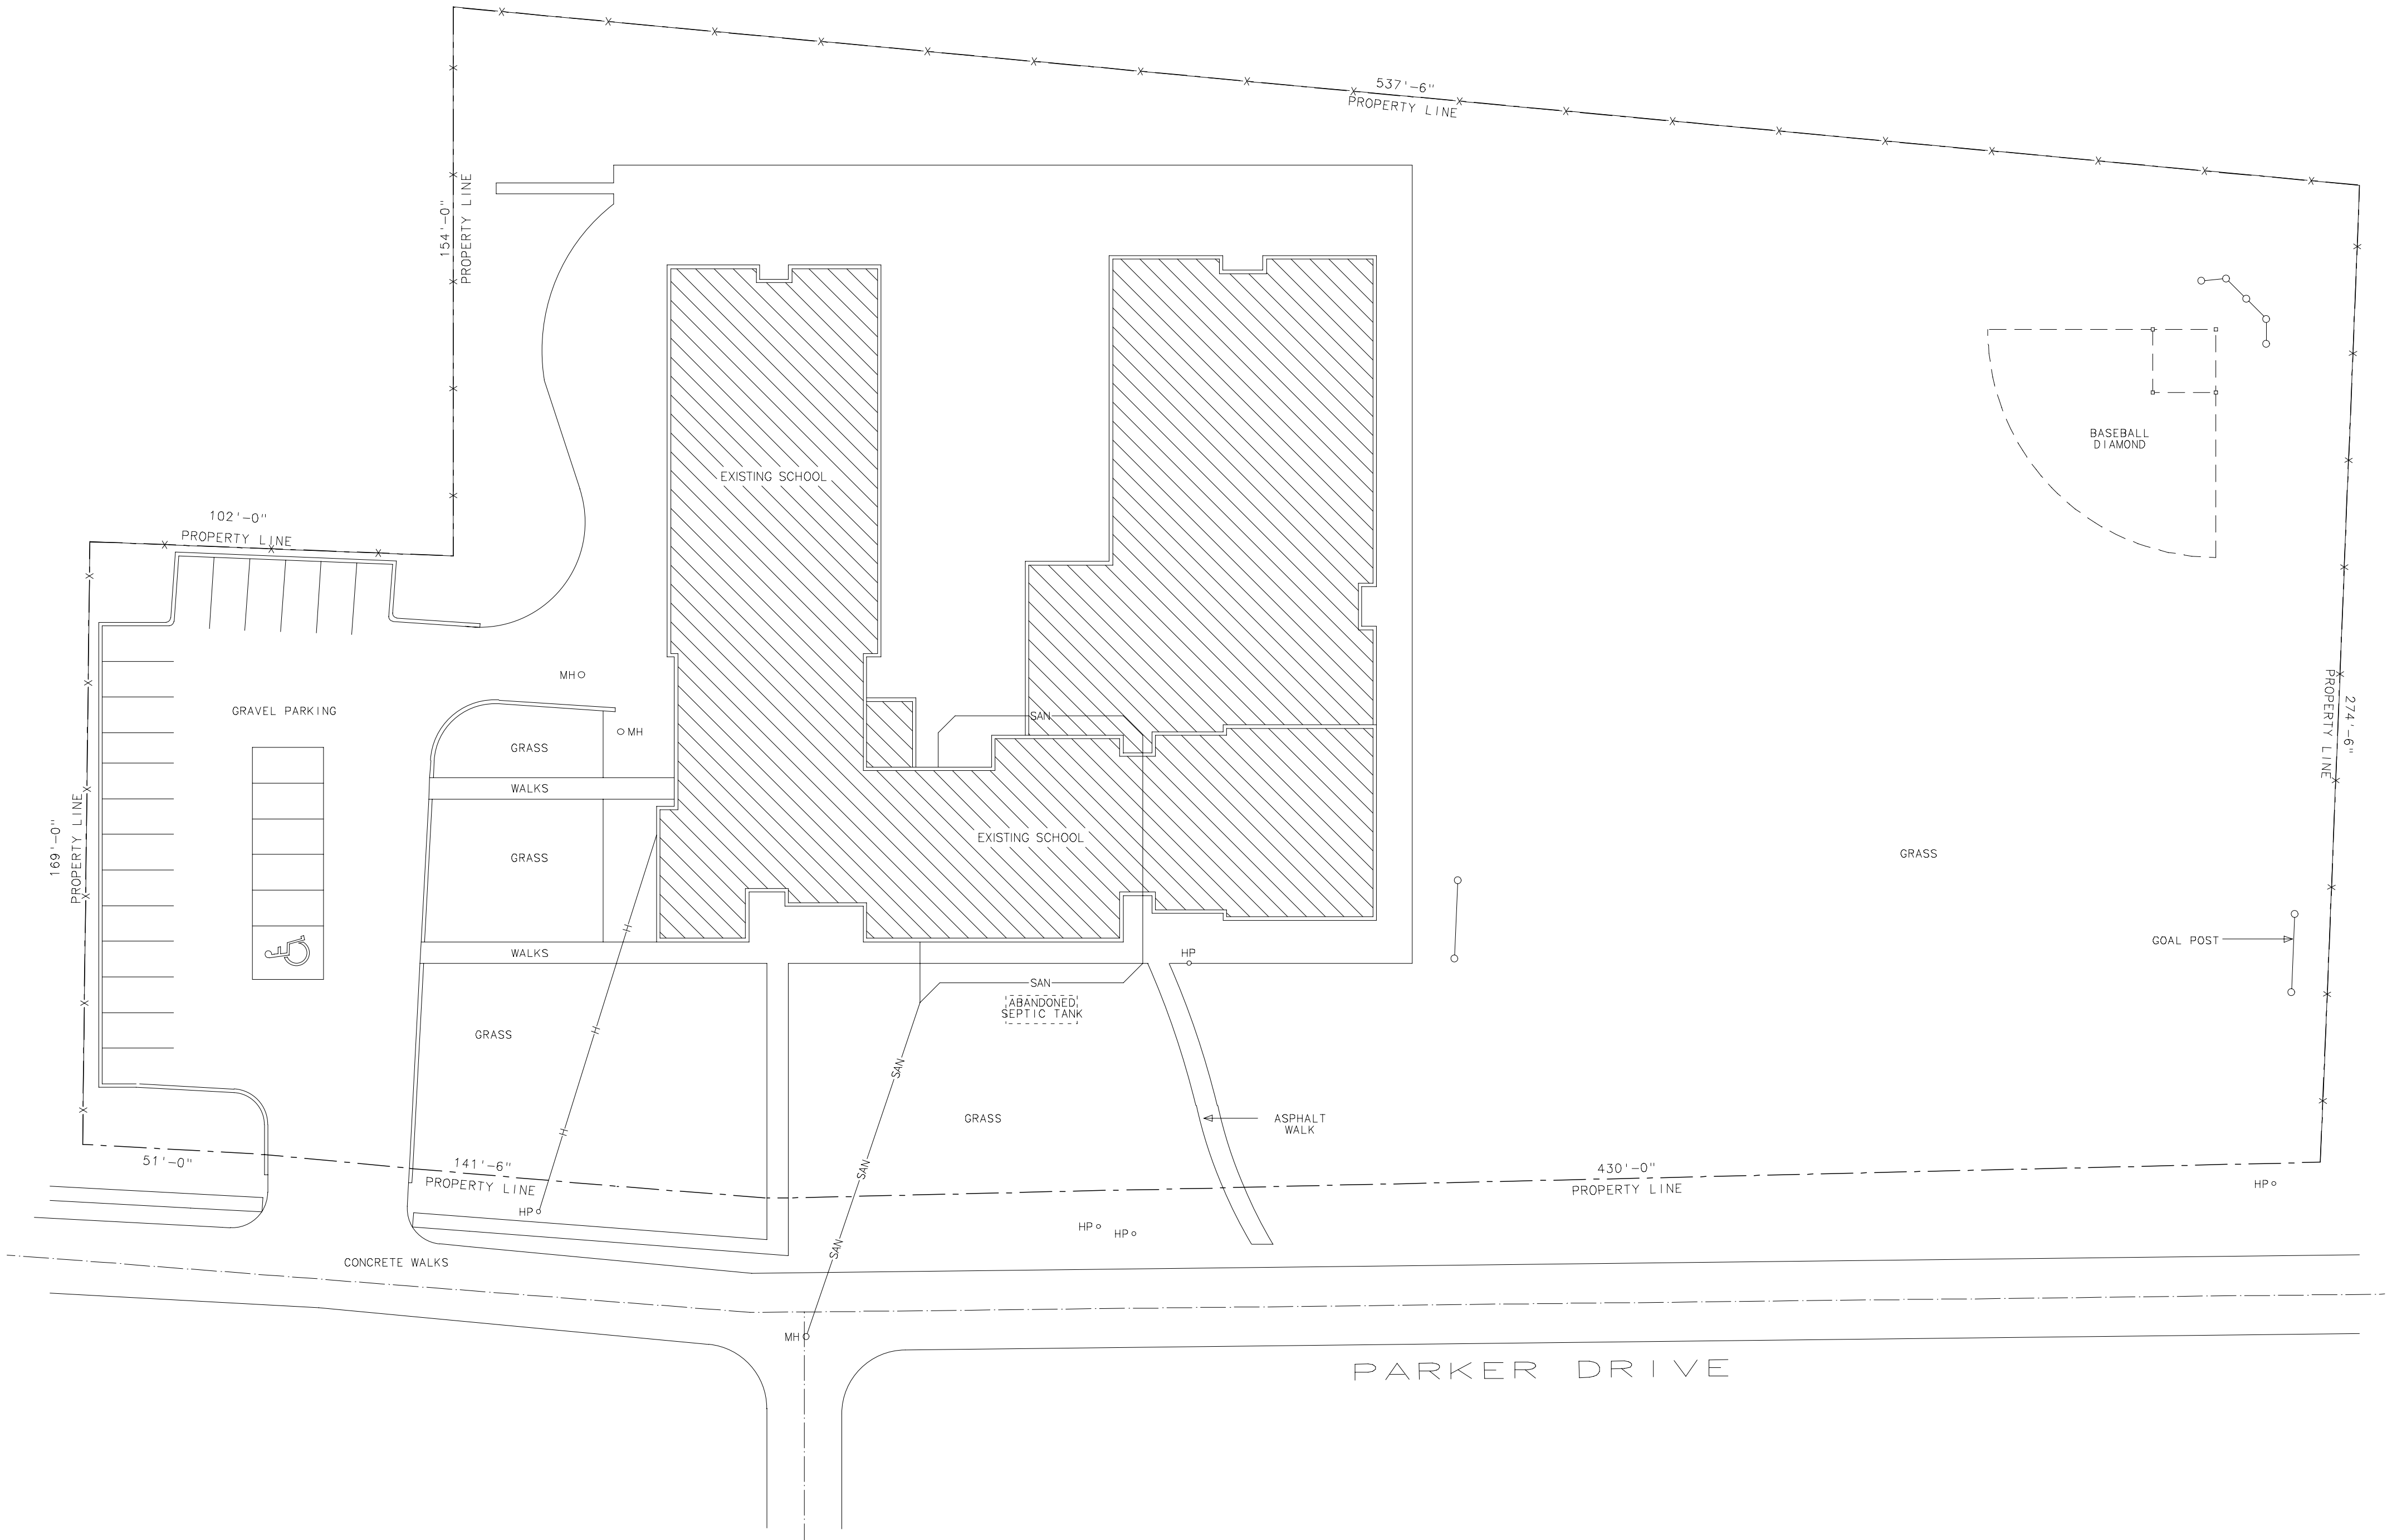 537'-6"
PROPERTY LINE
154'-0"
PROPERTY LINE
102'-0"
PROPERTY LINE
EXISTING SCHOOL
BASEBALL
DIAMOND
MH
GRAVEL PARKING
SAN
MH
GRASS
WALKS
PROPERTY LINE
274'-6"
169'-0"
PROPERTY LINE
EXISTING SCHOOL
GRASS
GRASS
H
GOAL POST
WALKS
HP
SAN
ABANDONED
SEPTIC TANK
GRASS
H
SAN
GRASS
ASPHALT
WALK
H
51'-0"
141'-6"
PROPERTY LINE
SAN
430'-0"
PROPERTY LINE
HP
HP
HP
HP
SAN
CONCRETE WALKS
MH
PARKER DRIVE